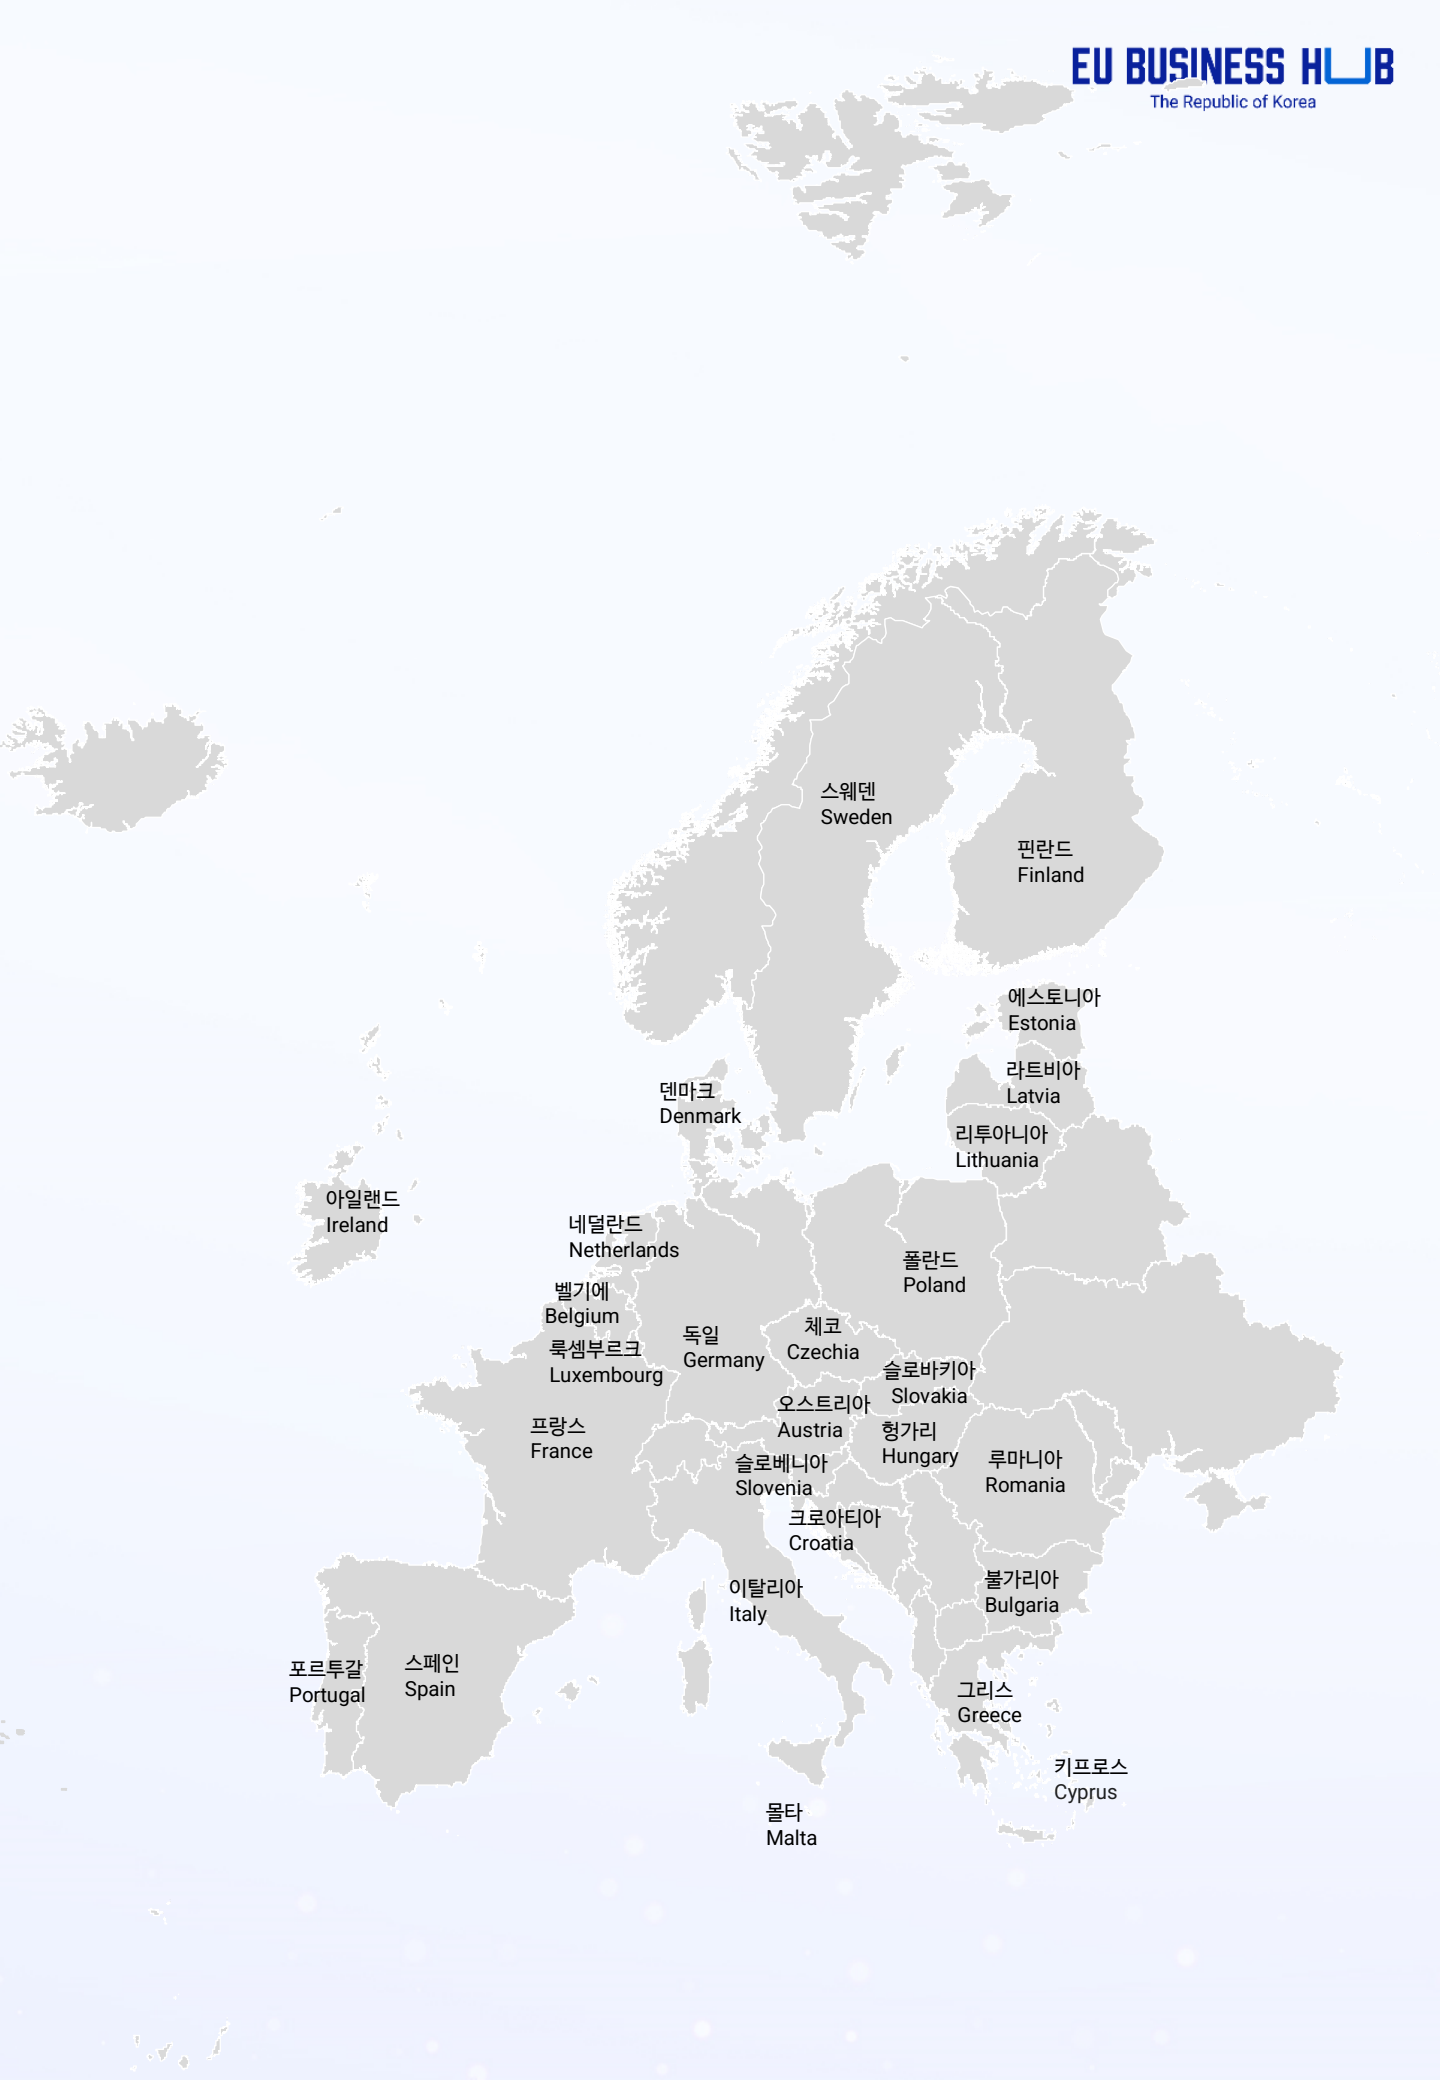 EU BUSINESS HUB
The Republic of Korea
스웨덴
Sweden
핀란드
Finland
에스토니아
Estonia
라트비아
Latvia
덴마크
Denmark
리투아니아
Lithuania
아일랜드
Ireland
네덜란드
Netherlands
폴란드
Poland
벨기에
Belgium
체코
Czechia
독일
Germany
룩셈부르크
Luxembourg
슬로바키아
Slovakia
오스트리아
Austria
프랑스
France
헝가리
Hungary
루마니아
Romania
슬로베니아
Slovenia
크로아티아
Croatia
불가리아
Bulgaria
이탈리아
Italy
스페인
Spain
포르투갈
Portugal
그리스
Greece
키프로스
Cyprus
몰타
Malta